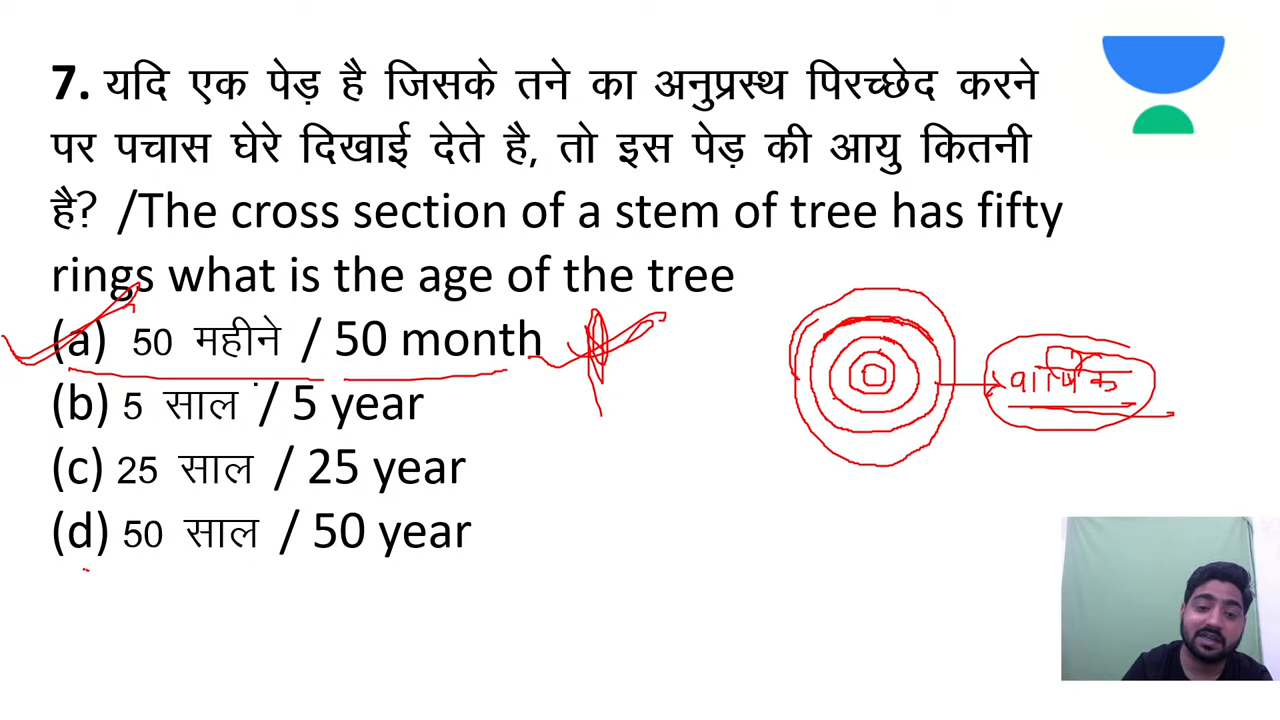 7. यदि एक पेड़ है जिसके तने का अनुप्रस्थ पिरच्छेद करने
पर पचास घेरे दिखाई देते है, तो इस पेड़ की आयु कितनी
है? /The cross section of a stem of tree has fifty
rings what is the age of the tree
(a) 50 महीने / 50 month
(b) 5 साल / 5 year
(c) 25 साल / 25 year
(d) 50 साल / 50 year
वार्षिक